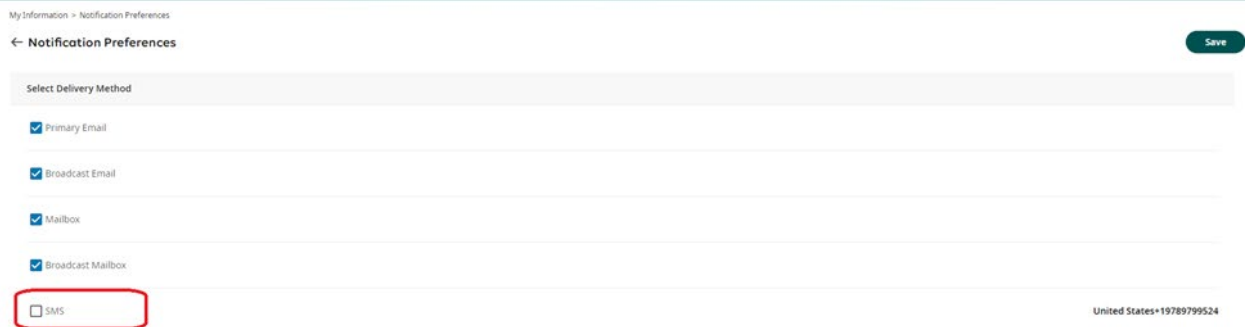 My Information > Notification Preferences
← Notification Preferences
Save
Select Delivery Method
Primary Email
Broadcast Email
Mailbox
Broadcast Mailbox
SMS
United States+19789799524